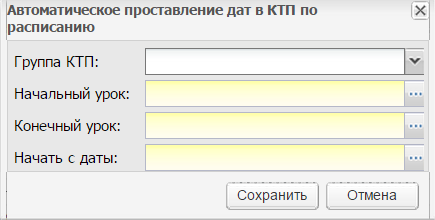 Автоматическое проставление дат в КТП по
расписанию
Группа КТП:
Начальный урок:
Конечный урок:
Начать с даты:
Сохранить
Отмена